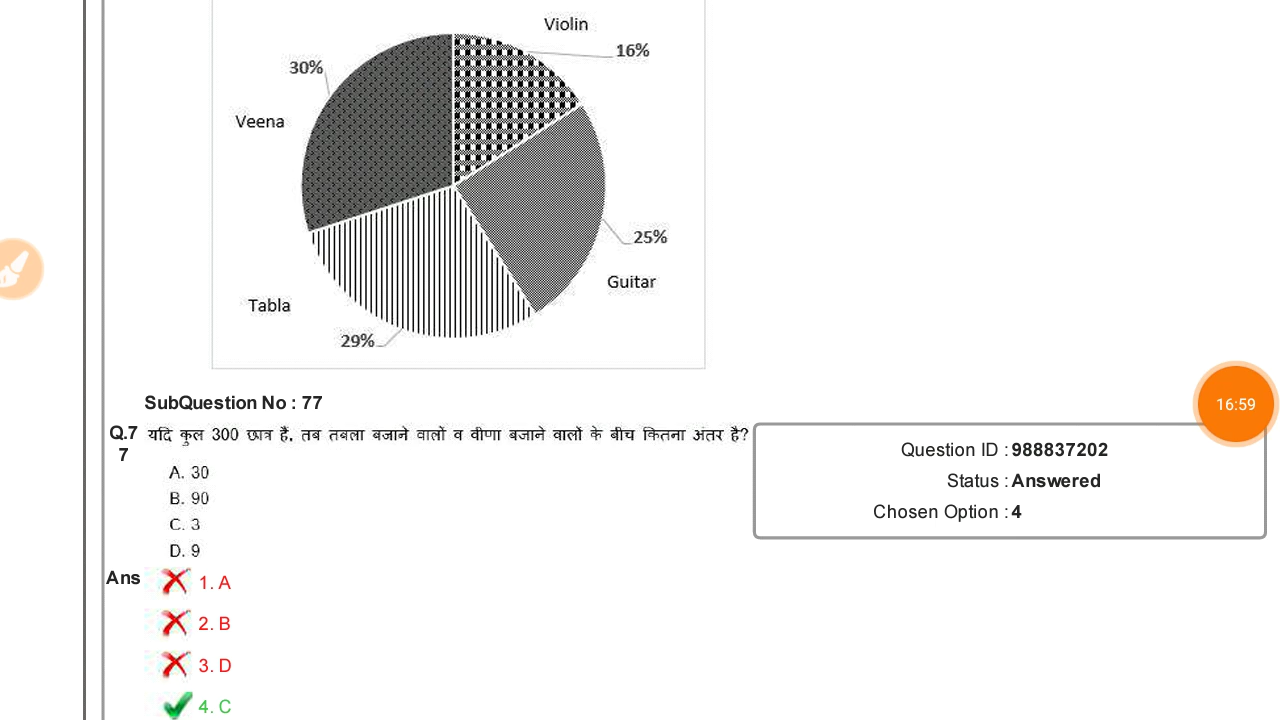 Violin
16%
30%
Veena
25%
Guitar
Tabla
29%
SubQuestion No : 77
Q.7 यदि कुल 300 छात्र हैं, तब तबला बजाने वालों व वीणा बजाने वालों के बीच कितना अंतर है?
7
A. 30
B. 90
C. 3
D. 9
Ans
1. A
2. B
3. D
4. C
Question ID : 988837202
Status : Answered
Chosen Option : 4
16:59